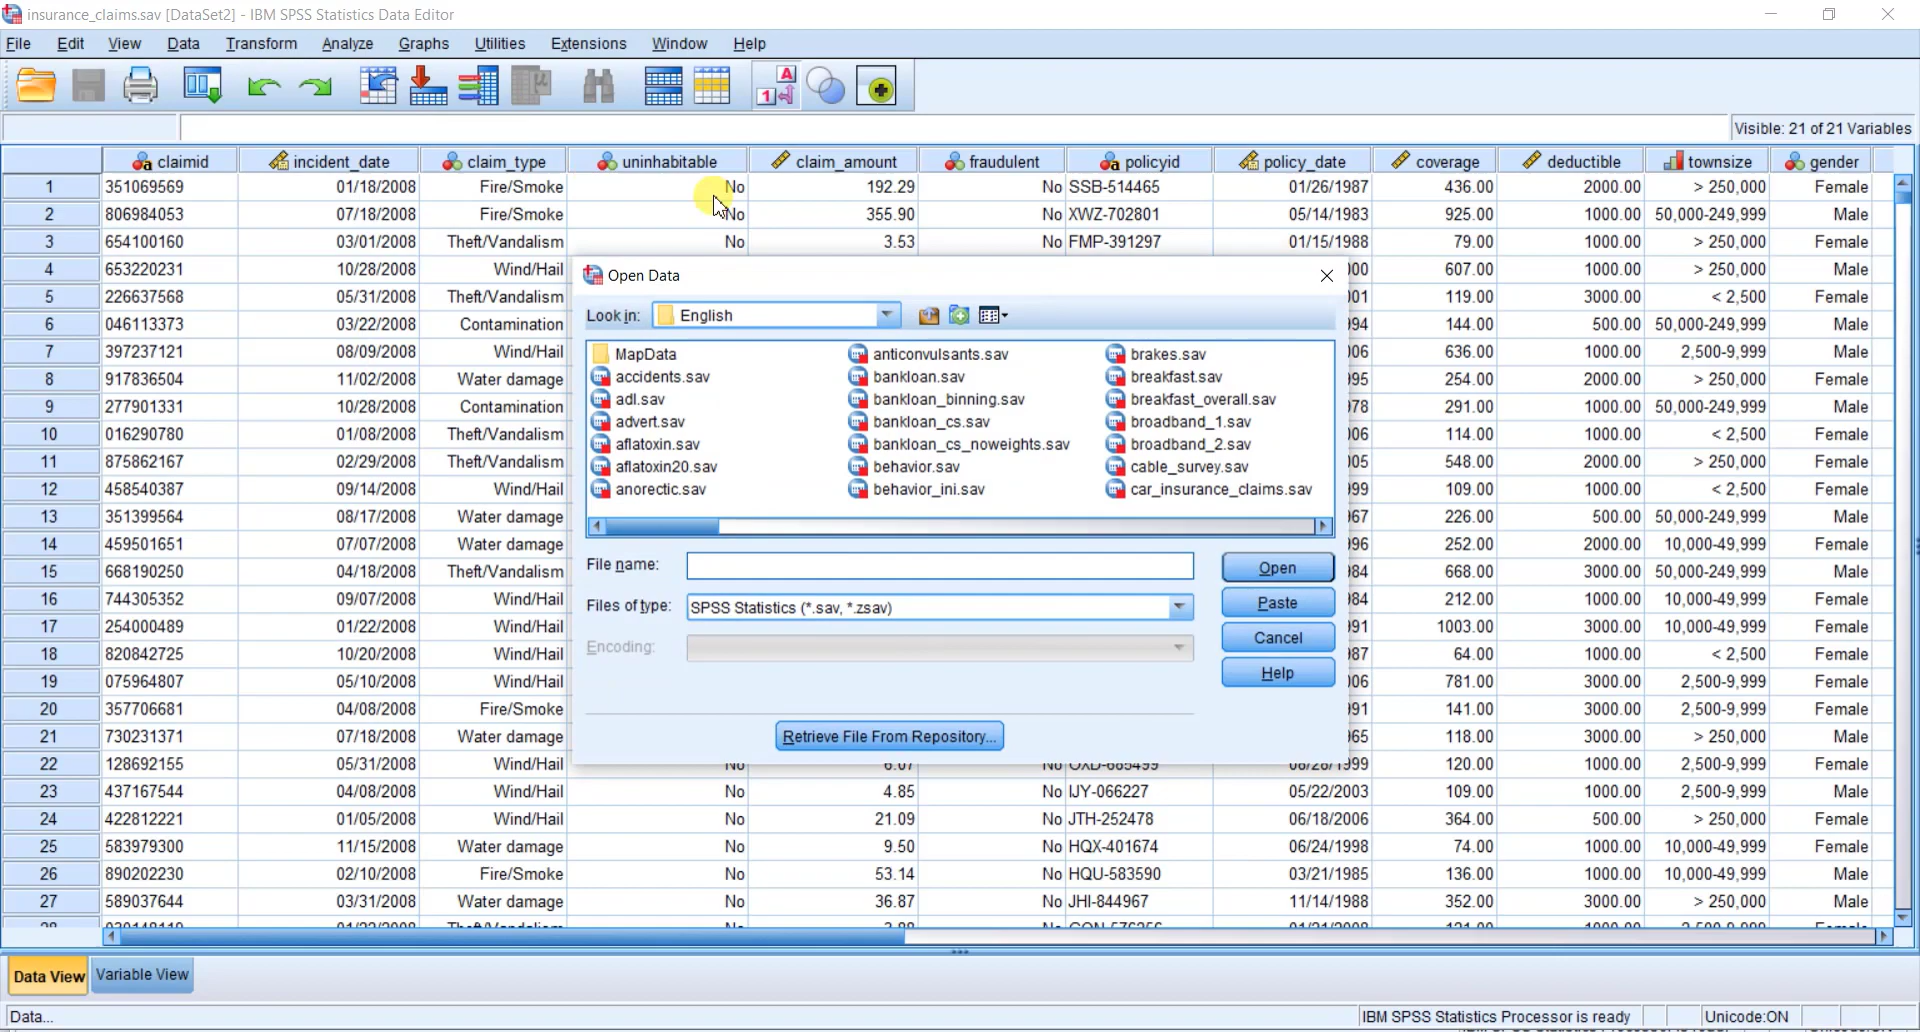 insurance_claims.sav [DataSet2] - IBM SPSS Statistics Data Editor
File Edit View Data Transform Analyze Graphs Utilities Extensions Window Help
Visible: 21 of 21 Variables
claimid incident_date claim_type uninhabitable claim_amount fraudulent policyid policy_date coverage deductible townsize gender
1 351069569 01/18/2008 Fire/Smoke No 192.29 No SSB-514465 01/26/1987 436.00 2000.00 > 250,000 Female
2 806984053 07/18/2008 Fire/Smoke No 355.90 No XWZ-702801 05/14/1983 925.00 1000.00 50,000-249,999 Male
3 654100160 03/01/2008 Theft/Vandalism No 3.53 No FMP-391297 01/15/1988 79.00 1000.00 > 250,000 Female
4 653220231 10/28/2008 Wind/Hail 000 607.00 1000.00 > 250,000 Male
5 226637568 05/31/2008 Theft/Vandalism 001 119.00 3000.00 < 2,500 Female
6 046113373 03/22/2008 Contamination 994 144.00 500.00 50,000-249,999 Male
7 397237121 08/09/2008 Wind/Hail 006 636.00 1000.00 2,500-9,999 Male
8 917836504 11/02/2008 Water damage 995 254.00 2000.00 > 250,000 Female
9 277901331 10/28/2008 Contamination 978 291.00 1000.00 50,000-249,999 Male
10 016290780 01/08/2008 Theft/Vandalism 006 114.00 1000.00 < 2,500 Female
11 875862167 02/29/2008 Theft/Vandalism 005 548.00 2000.00 > 250,000 Female
12 458540387 09/14/2008 Wind/Hail 999 109.00 1000.00 < 2,500 Female
13 351399564 08/17/2008 Water damage 967 226.00 500.00 50,000-249,999 Male
14 459501651 07/07/2008 Water damage 996 252.00 2000.00 10,000-49,999 Female
15 668190250 04/18/2008 Theft/Vandalism 984 668.00 3000.00 50,000-249,999 Male
16 744305352 09/07/2008 Wind/Hail 984 212.00 1000.00 10,000-49,999 Female
17 254000489 01/22/2008 Wind/Hail 991 1003.00 3000.00 10,000-49,999 Female
18 820842725 10/20/2008 Wind/Hail 987 64.00 1000.00 < 2,500 Female
19 075964807 05/10/2008 Wind/Hail 006 781.00 3000.00 2,500-9,999 Female
20 357706681 04/08/2008 Fire/Smoke 991 141.00 3000.00 2,500-9,999 Female
21 730231371 07/18/2008 Water damage 965 118.00 3000.00 > 250,000 Male
22 128692155 05/31/2008 Wind/Hail No 6.07 No OXD-685499 08/28/1999 120.00 1000.00 2,500-9,999 Female
23 437167544 04/08/2008 Wind/Hail No 4.85 No IJY-066227 05/22/2003 109.00 1000.00 2,500-9,999 Male
24 422812221 01/05/2008 Wind/Hail No 21.09 No JTH-252478 06/18/2006 364.00 500.00 > 250,000 Female
25 583979300 11/15/2008 Water damage No 9.50 No HQX-401674 06/24/1998 74.00 1000.00 10,000-49,999 Female
26 890202230 02/10/2008 Fire/Smoke No 53.14 No HQU-583590 03/21/1985 136.00 1000.00 10,000-49,999 Male
27 589037644 03/31/2008 Water damage No 36.87 No JHI-844967 11/14/1988 352.00 3000.00 > 250,000 Male
Open Data
Look in: English
MapData anticonvulsants.sav brakes.sav
accidents.sav bankloan.sav breakfast.sav
adl.sav bankloan_binning.sav breakfast_overall.sav
advert.sav bankloan_cs.sav broadband_1.sav
aflatoxin.sav bankloan_cs_noweights.sav broadband_2.sav
aflatoxin20.sav behavior.sav cable_survey.sav
anorectic.sav behavior_ini.sav car_insurance_claims.sav
File name: Open
Files of type: SPSS Statistics (*.sav, *.zsav) Paste
Encoding: Cancel
Help
Retrieve File From Repository...
Data View Variable View
Data... IBM SPSS Statistics Processor is ready Unicode:ON